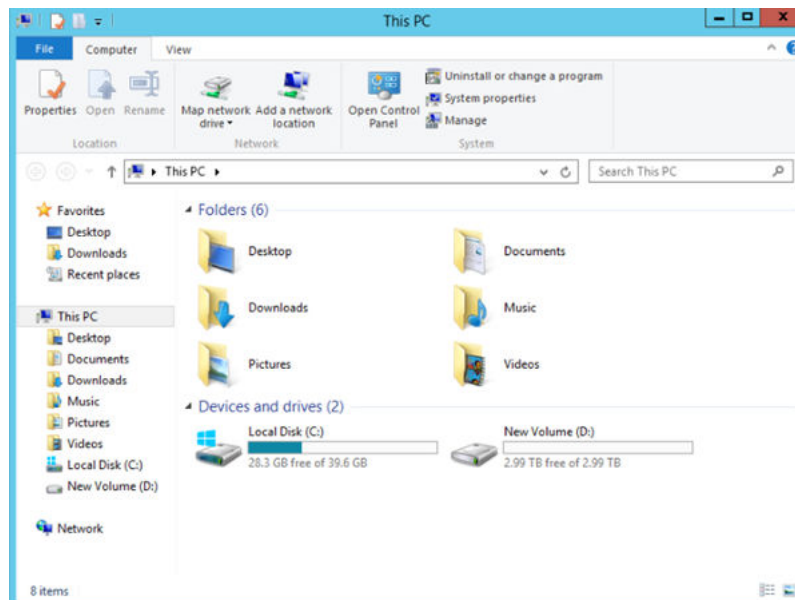 This PC
File Computer View
Properties Open Rename
Location
Map network drive
Add a network location
Network
Open Control Panel
Uninstall or change a program
System properties
Manage
System
This PC
Search This PC
Favorites
Desktop
Downloads
Recent places
This PC
Desktop
Documents
Downloads
Music
Pictures
Videos
Local Disk (C:)
New Volume (D:)
Network
Folders (6)
Desktop
Documents
Downloads
Music
Pictures
Videos
Devices and drives (2)
Local Disk (C:)
28.3 GB free of 39.6 GB
New Volume (D:)
2.99 TB free of 2.99 TB
8 items